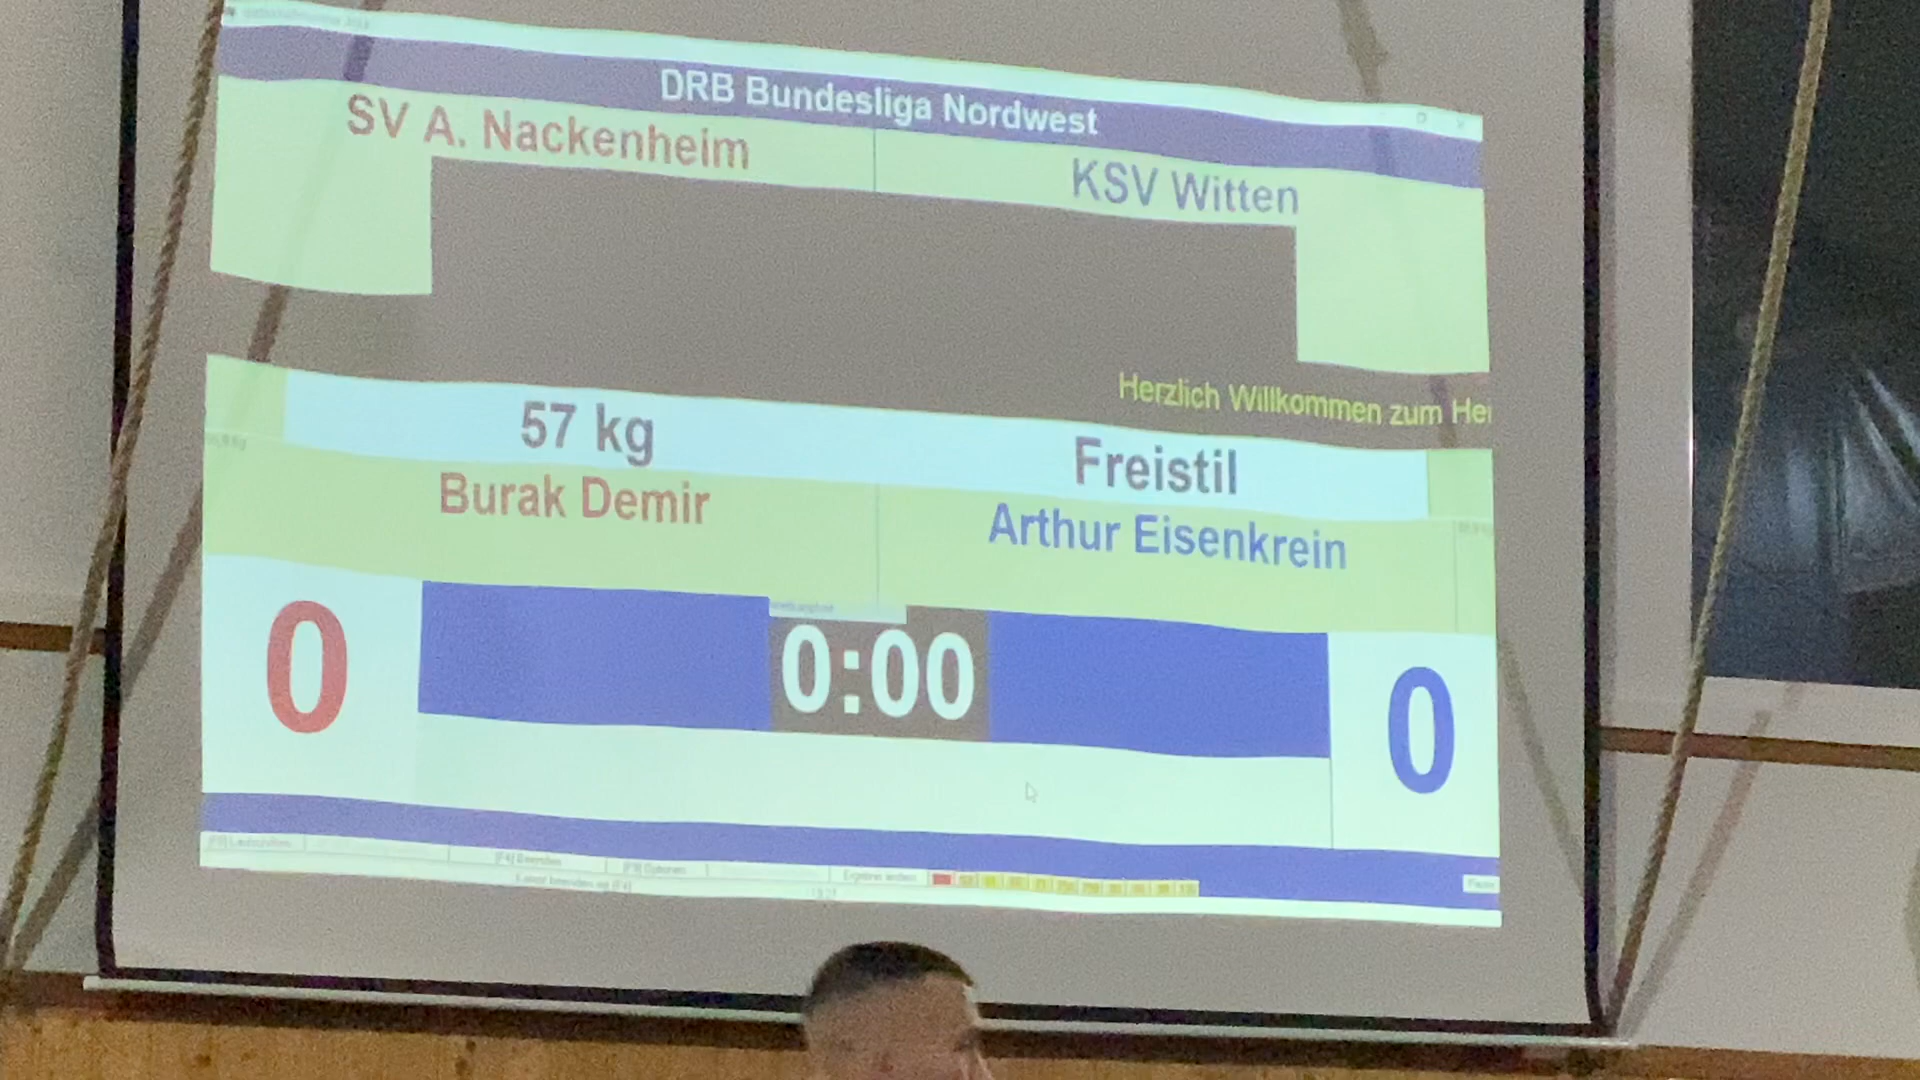 DRB Bundesliga Nordwest
SV A. Nackenheim
KSV Witten
Herzlich Willkommen zum Hei
57 kg
Freistil
Burak Demir
Arthur Eisenkrein
0
0:00
0